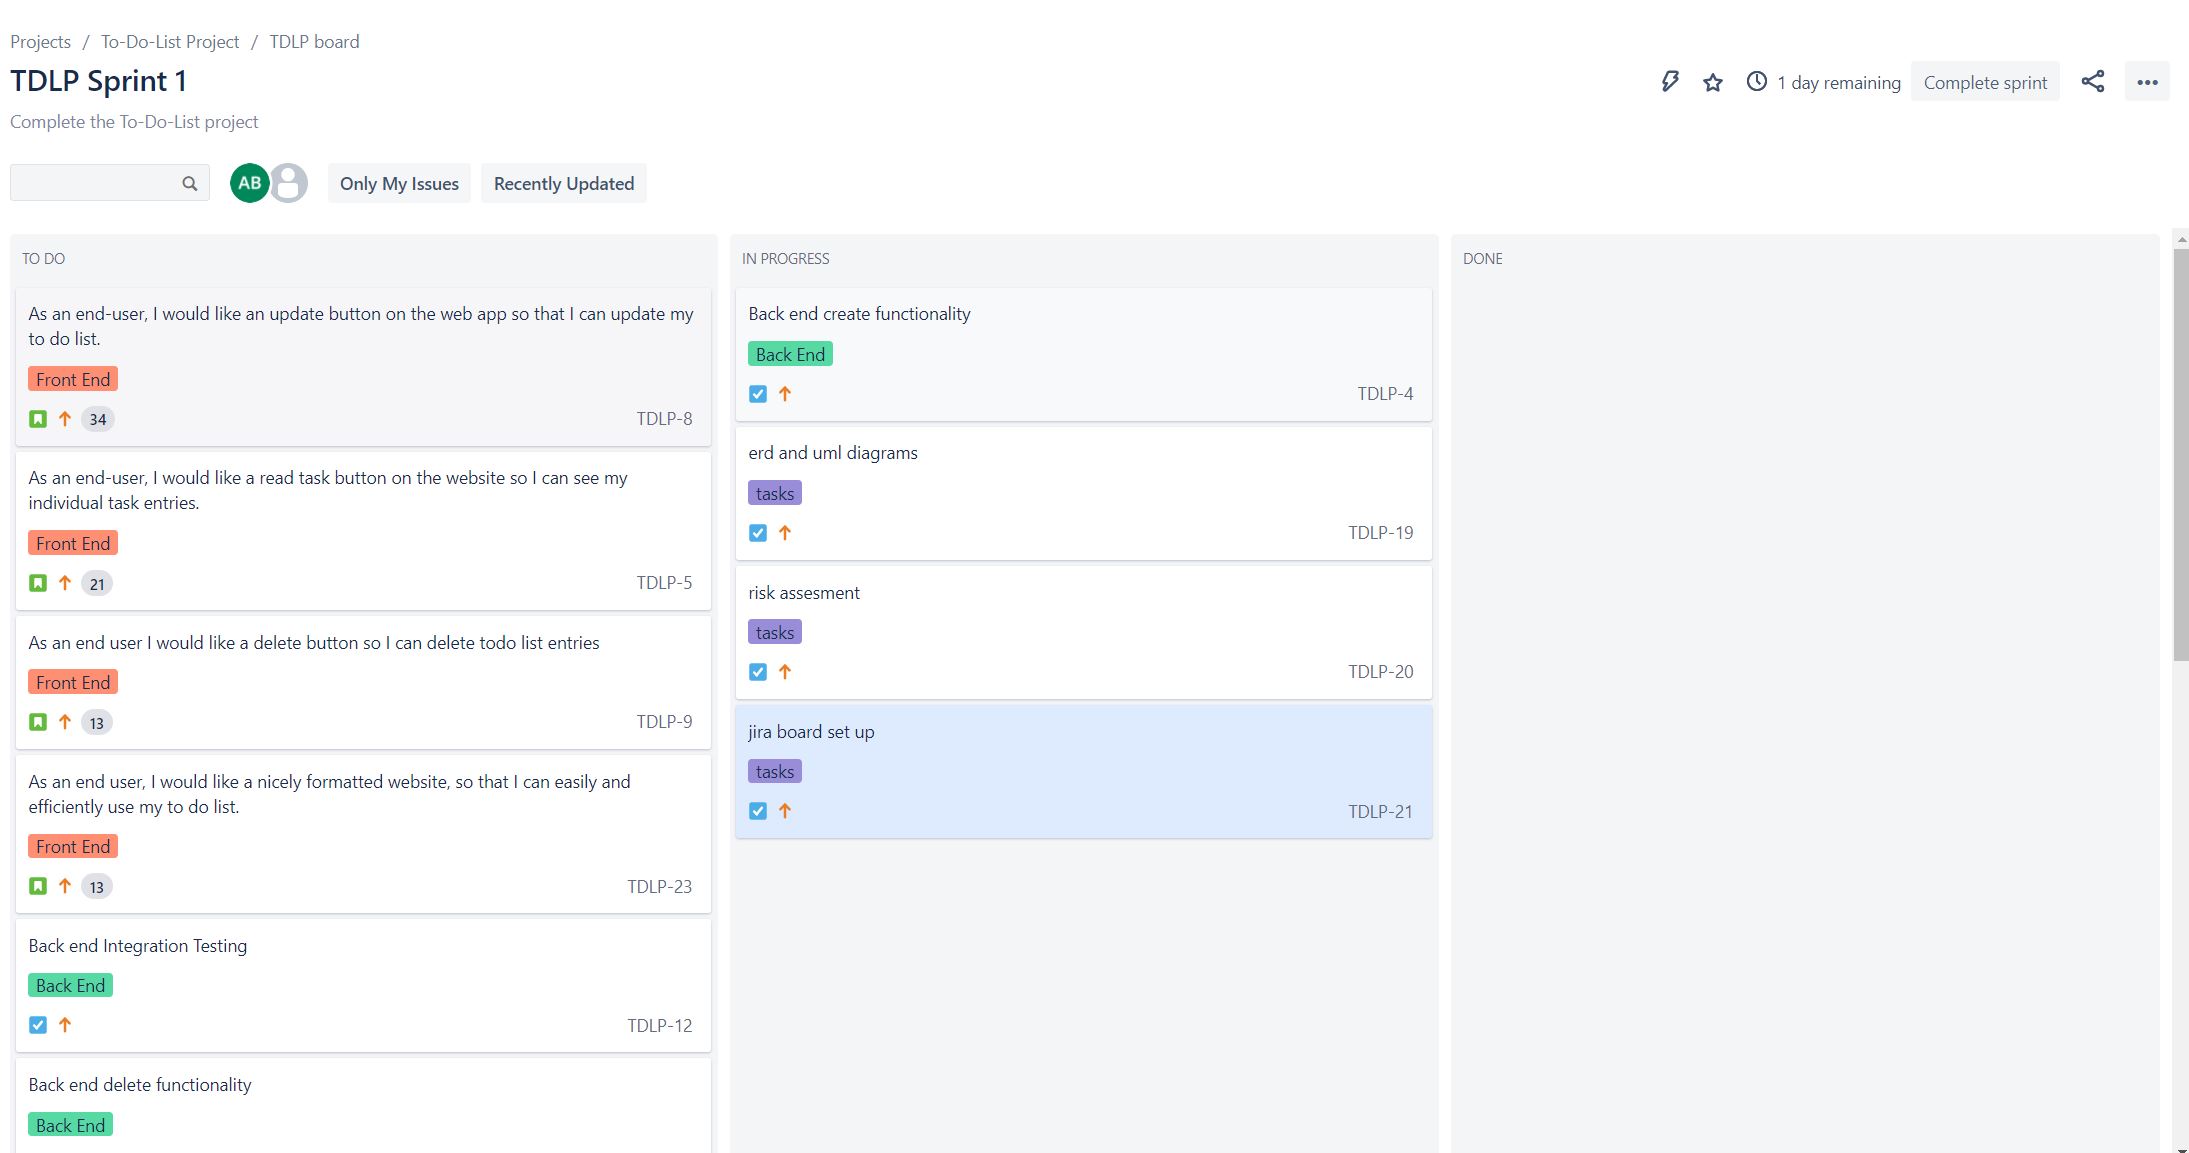 Projects / To-Do-List Project / TDLP board
TDLP Sprint 1
1 day remaining
Complete sprint
Complete the To-Do-List project
AB
Only My Issues
Recently Updated
TO DO
As an end-user, I would like an update button on the web app so that I can update my
to do list.
Front End
34
TDLP-8
As an end-user, I would like a read task button on the website so I can see my
individual task entries.
Front End
21
TDLP-5
As an end user I would like a delete button so I can delete todo list entries
Front End
13
TDLP-9
As an end user, I would like a nicely formatted website, so that I can easily and
efficiently use my to do list.
Front End
13
TDLP-23
Back end Integration Testing
Back End
TDLP-12
Back end delete functionality
Back End
IN PROGRESS
Back end create functionality
Back End
TDLP-4
erd and uml diagrams
tasks
TDLP-19
risk assesment
tasks
TDLP-20
jira board set up
tasks
TDLP-21
DONE